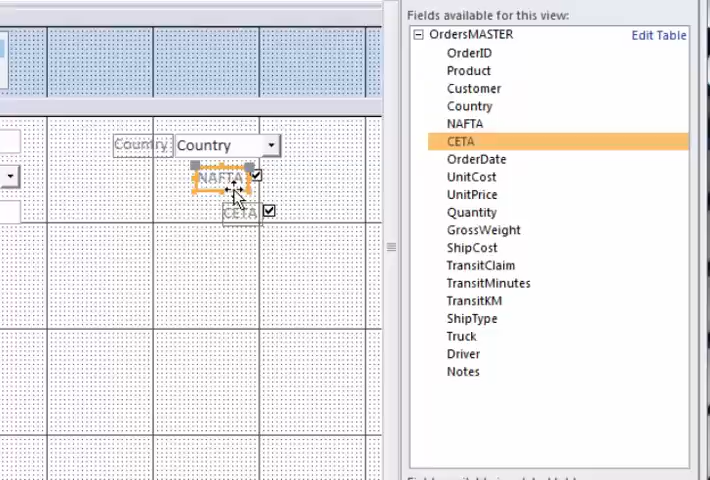 Fields available for this view:
OrdersMASTER Edit Table
OrderID
Product
Customer
Country
NAFTA
CETA
OrderDate
UnitCost
UnitPrice
Quantity
GrossWeight
ShipCost
TransitClaim
TransitMinutes
TransitKM
ShipType
Truck
Driver
Notes
Country Country
NAFTA
CETA